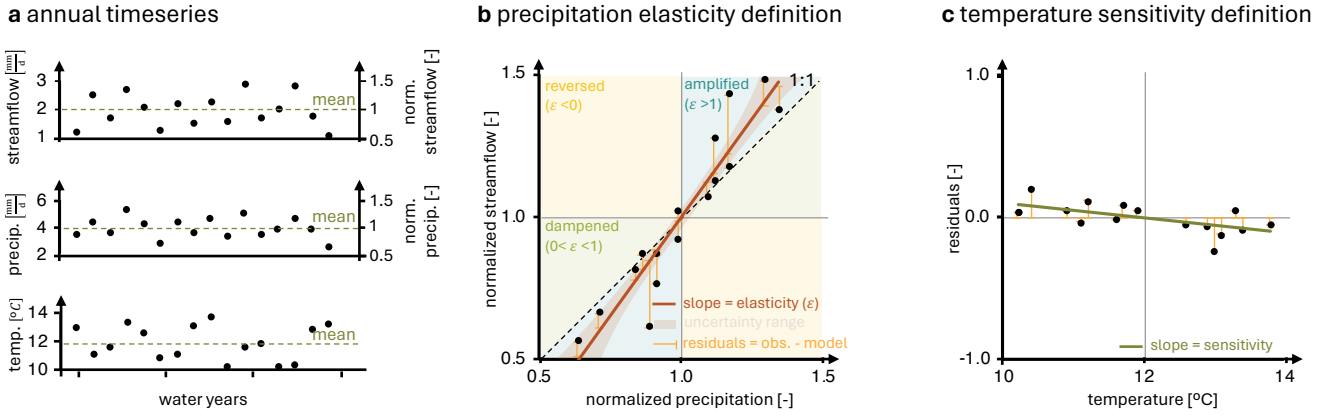 a annual timeseries
streamflow [mm/d]
3
2
1
mean
1.5
1
0.5
norm.
streamflow [-]
precip. [mm/d]
6
4
2
mean
1.5
1
0.5
norm.
precip. [-]
temp. [ºC]
14
12
10
mean
water years
b precipitation elasticity definition
normalized streamflow [-]
1.5
1.0
0.5
reversed
(ε <0)
amplified
(ε >1)
1:1
dampened
(0< ε <1)
slope = elasticity (ε)
uncertainty range
residuals = obs. - model
0.5
1.0
1.5
normalized precipitation [-]
c temperature sensitivity definition
residuals [-]
1.0
0.0
-1.0
slope = sensitivity
10
12
14
temperature [ºC]